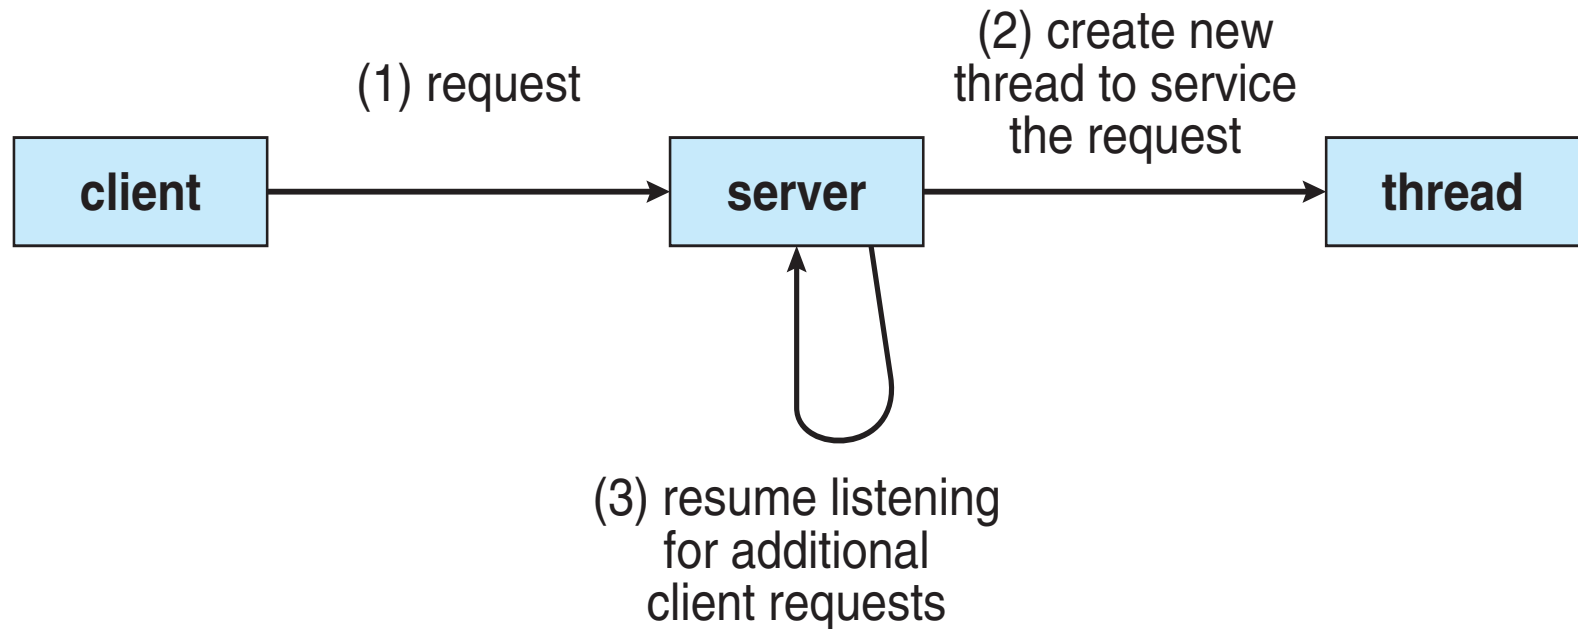 (1) request
(2) create new
thread to service
the request
client
server
thread
(3) resume listening
for additional
client requests